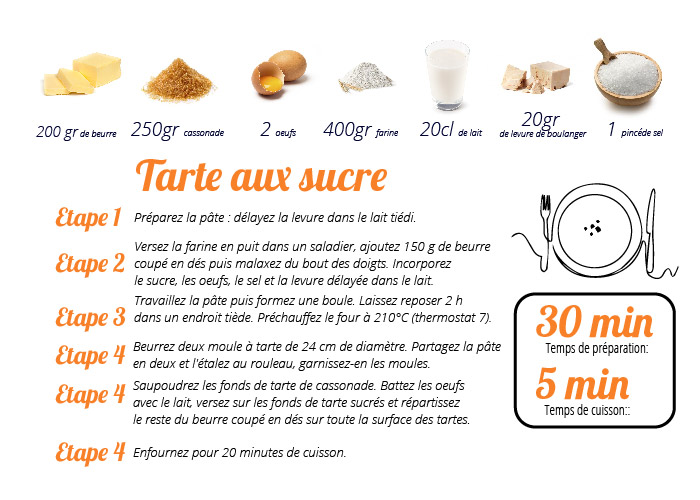 200 gr de beurre
250gr cassonade
2 oeufs
400gr farine
20cl de lait
20gr
de levure de boulanger
1 pincéde sel
Tarte aux sucre
Etape 1
Préparez la pâte : délayez la levure dans le lait tiédi.
Etape 2
Versez la farine en puit dans un saladier, ajoutez 150 g de beurre
coupé en dés puis malaxez du bout des doigts. Incorporez
le sucre, les oeufs, le sel et la levure délayée dans le lait.
Etape 3
Travaillez la pâte puis formez une boule. Laissez reposer 2 h
dans un endroit tiède. Préchauffez le four à 210°C (thermostat 7).
Etape 4
Beurrez deux moule à tarte de 24 cm de diamètre. Partagez la pâte
en deux et l'étalez au rouleau, garnissez-en les moules.
Etape 4
Saupoudrez les fonds de tarte de cassonade. Battez les oeufs
avec le lait, versez sur les fonds de tarte sucrés et répartissez
le reste du beurre coupé en dés sur toute la surface des tartes.
Etape 4
Enfournez pour 20 minutes de cuisson.
30 min
Temps de préparation:
5 min
Temps de cuisson::